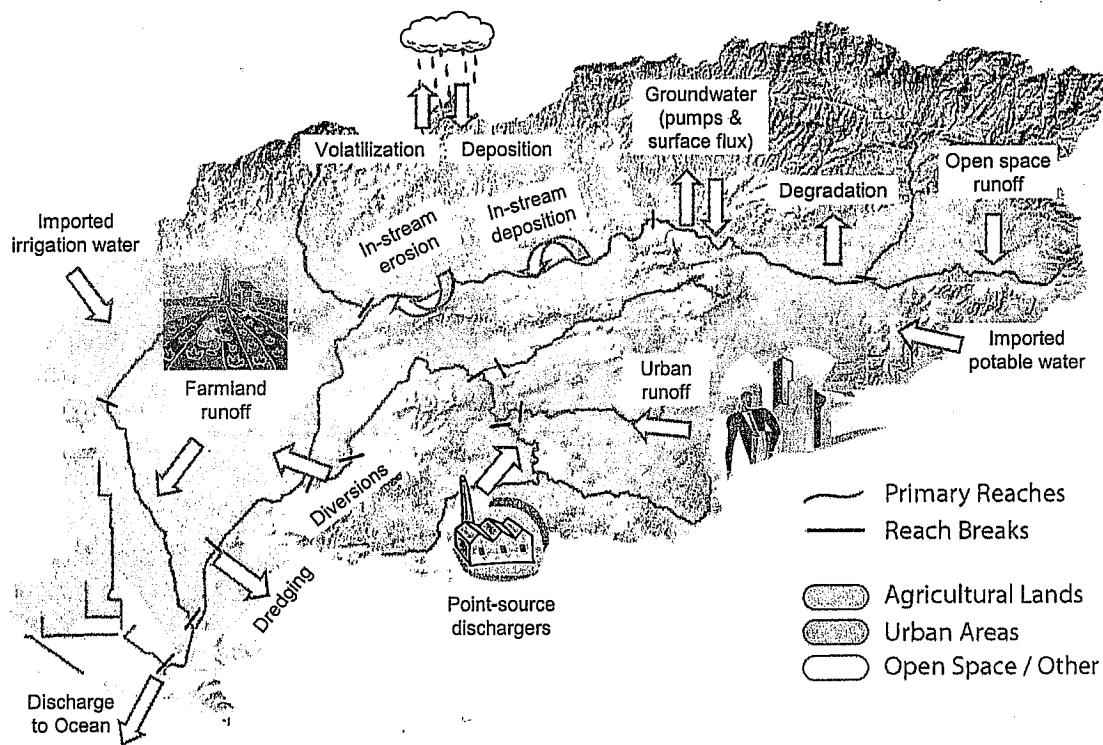 Volatilization
Deposition
Groundwater
(pumps &
surface flux)
Open space
runoff
Degradation
Imported
irrigation water
In-stream
erosion
In-stream
deposition
Imported
potable water
Farmland
runoff
Urban
runoff
Diversions
Dredging
Point-source
dischargers
Discharge
to Ocean
Primary Reaches
Reach Breaks
Agricultural Lands
Urban Areas
Open Space / Other